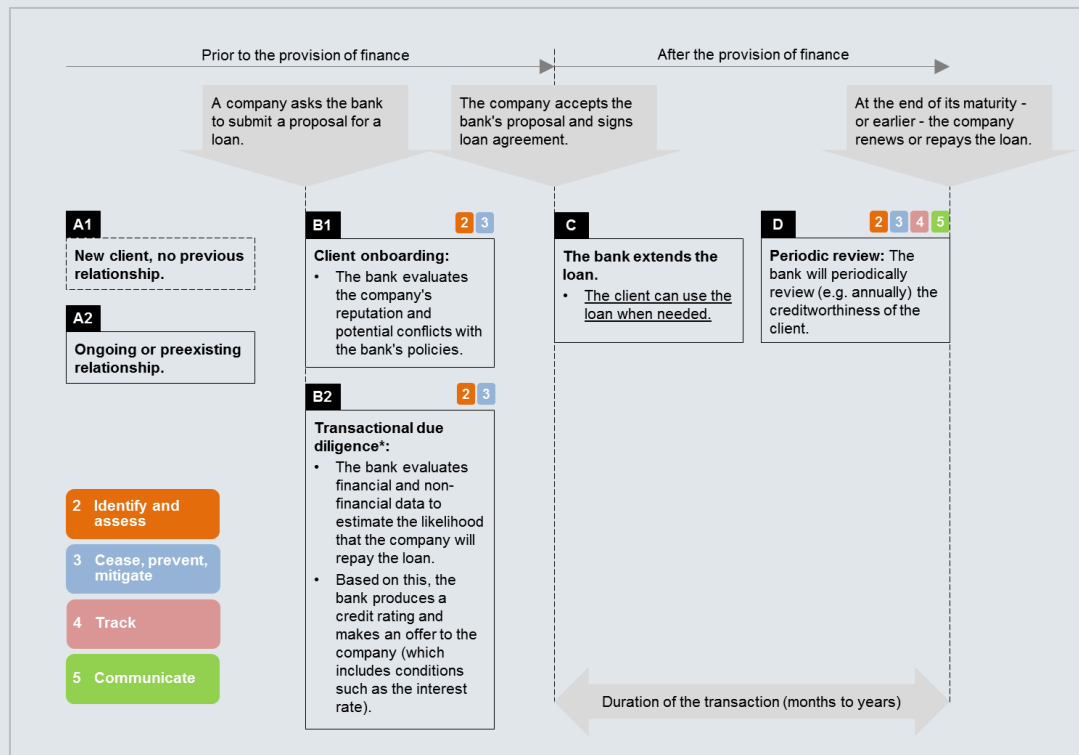 Prior to the provision of finance
After the provision of finance
A company asks the bank
to submit a proposal for a
loan.
The company accepts the
bank's proposal and signs
loan agreement.
At the end of its maturity -
or earlier - the company
renews or repays the loan.
A1
New client, no previous
relationship.
A2
Ongoing or preexisting
relationship.
B1
2 3
Client onboarding:
• The bank evaluates
the company's
reputation and
potential conflicts with
the bank's policies.
B2
2 3
Transactional due
diligence*:
• The bank evaluates
financial and non-
financial data to
estimate the likelihood
that the company will
repay the loan.
• Based on this, the
bank produces a
credit rating and
makes an offer to the
company (which
includes conditions
such as the interest
rate).
C
The bank extends the
loan.
• The client can use the
loan when needed.
D
2 3 4 5
Periodic review: The
bank will periodically
review (e.g. annually) the
creditworthiness of the
client.
2 Identify and
assess
3 Cease, prevent,
mitigate
4 Track
5 Communicate
Duration of the transaction (months to years)